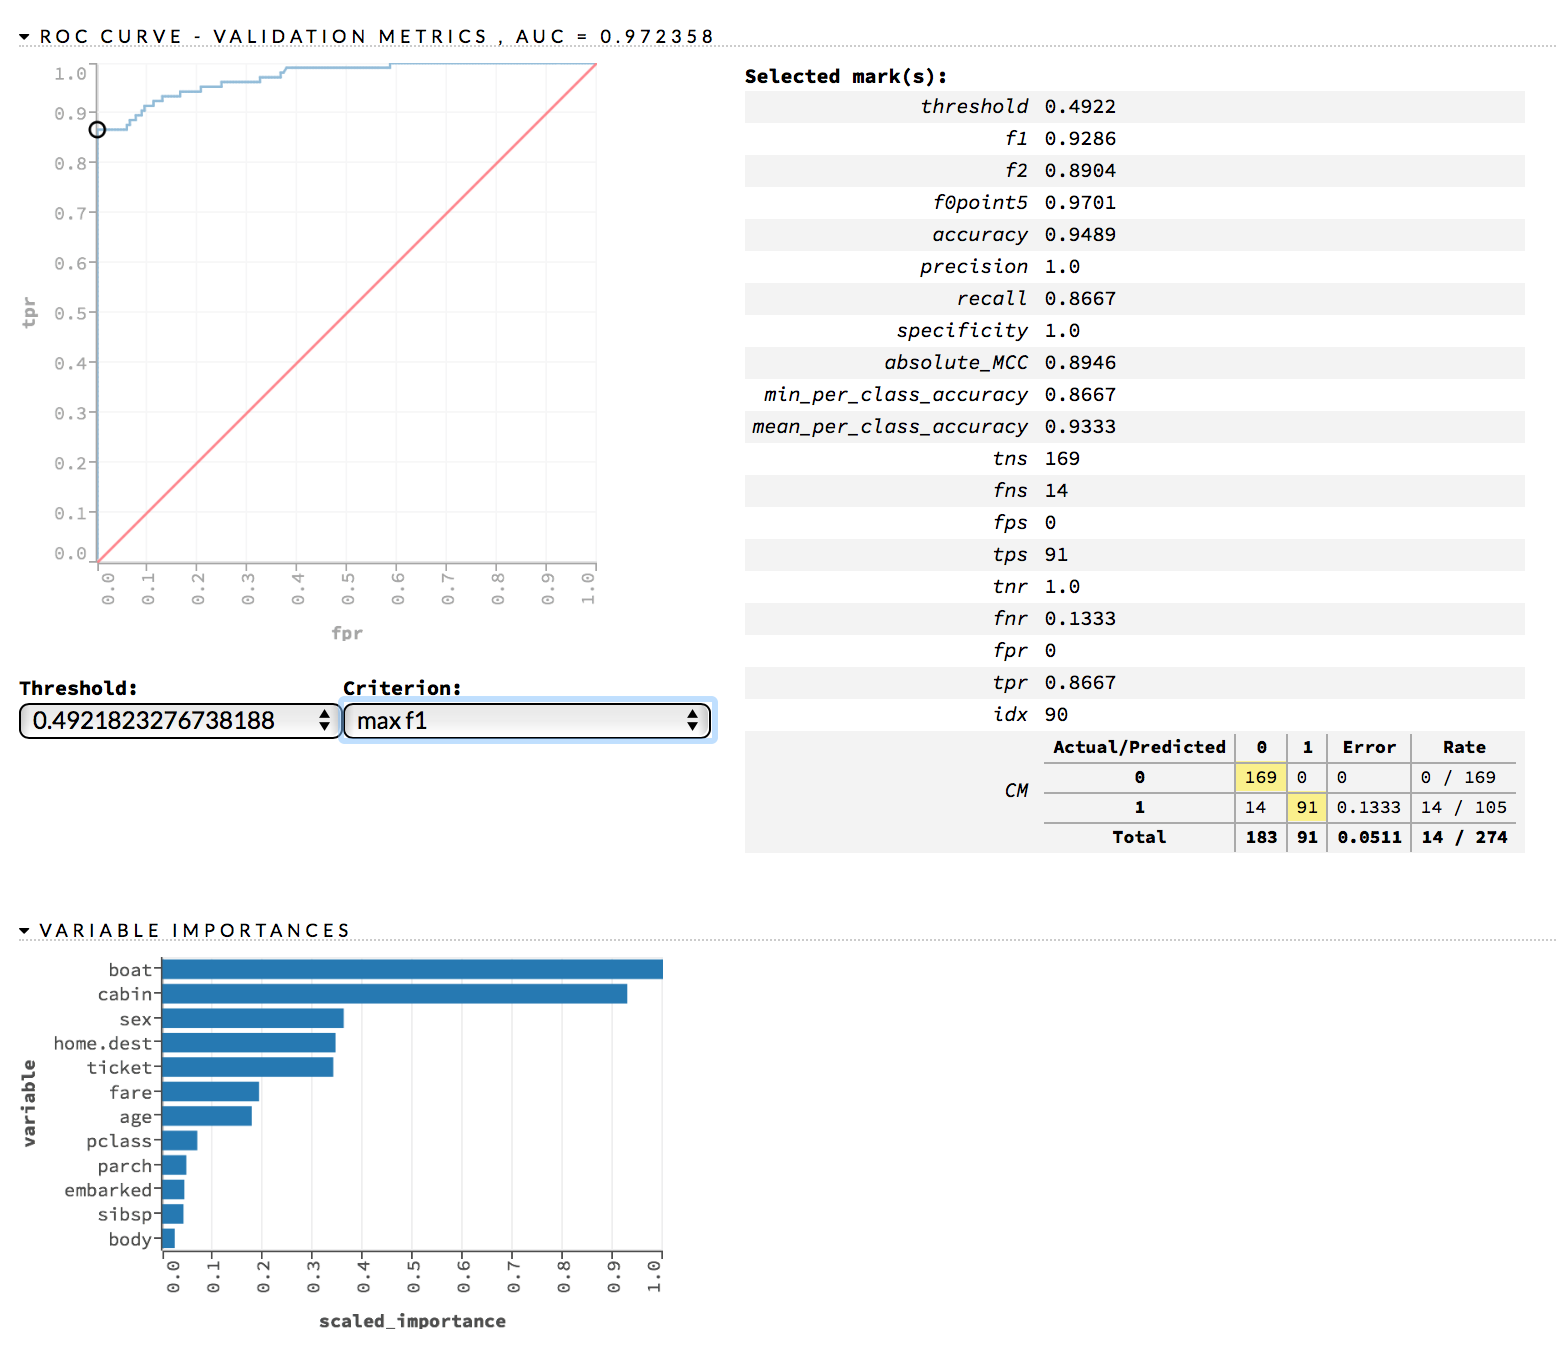 ROC CURVE - VALIDATION METRICS , AUC = 0.972358
1.0
0.9
0.8
0.7
0.6
0.5
0.4
0.3
0.2
0.1
0.0
tpr
0.0 0.1 0.2 0.3 0.4 0.5 0.6 0.7 0.8 0.9 1.0
fpr
Threshold: Criterion:
0.4921823276738188 max f1
Selected mark(s):
threshold 0.4922
f1 0.9286
f2 0.8904
f0point5 0.9701
accuracy 0.9489
precision 1.0
recall 0.8667
specificity 1.0
absolute_MCC 0.8946
min_per_class_accuracy 0.8667
mean_per_class_accuracy 0.9333
tns 169
fns 14
fps 0
tps 91
tnr 1.0
fnr 0.1333
fpr 0
tpr 0.8667
idx 90
CM
Actual/Predicted 0 1 Error Rate
0 169 0 0 0 / 169
1 14 91 0.1333 14 / 105
Total 183 91 0.0511 14 / 274
VARIABLE IMPORTANCES
variable
boat
cabin
sex
home.dest
ticket
fare
age
pclass
parch
embarked
sibsp
body
0.0 0.1 0.2 0.3 0.4 0.5 0.6 0.7 0.8 0.9 1.0
scaled_importance